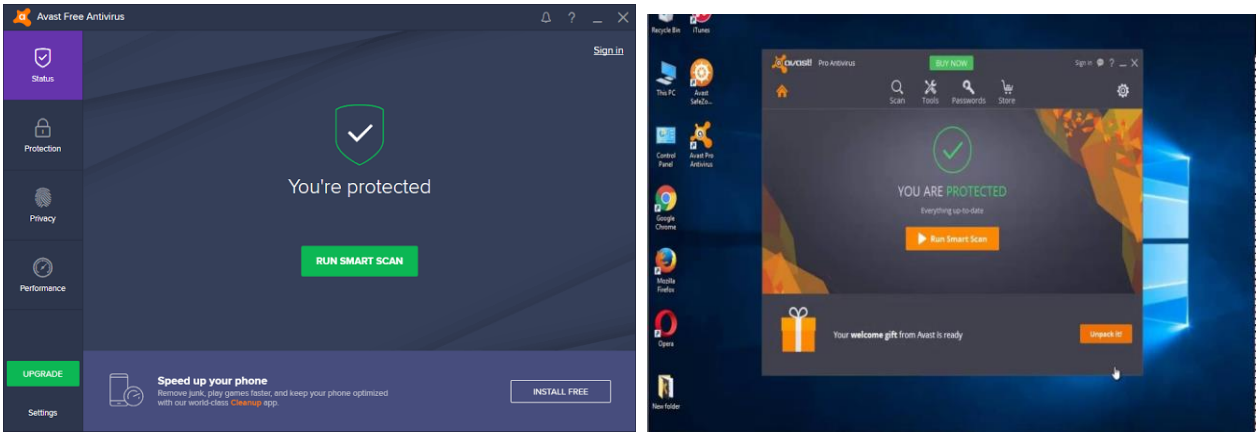 Avast Free Antivirus
?
Sign in
Status
Protection
Privacy
Performance
You're protected
RUN SMART SCAN
UPGRADE
Settings
Speed up your phone
Remove junk, play games faster, and keep your phone optimized
with our world-class Cleanup app.
INSTALL FREE
Recycle Bin
iTunes
This PC
Avast
SafeZo...
Control
Panel
Avast Pro
Antivirus
Google
Chrome
Mozilla
Firefox
Opera
New folder
avast! Pro Antivirus
BUY NOW
Sign in
?
Scan
Tools
Passwords
Store
YOU ARE PROTECTED
Everything up-to-date
Run Smart Scan
Your welcome gift from Avast is ready
Unpack it!